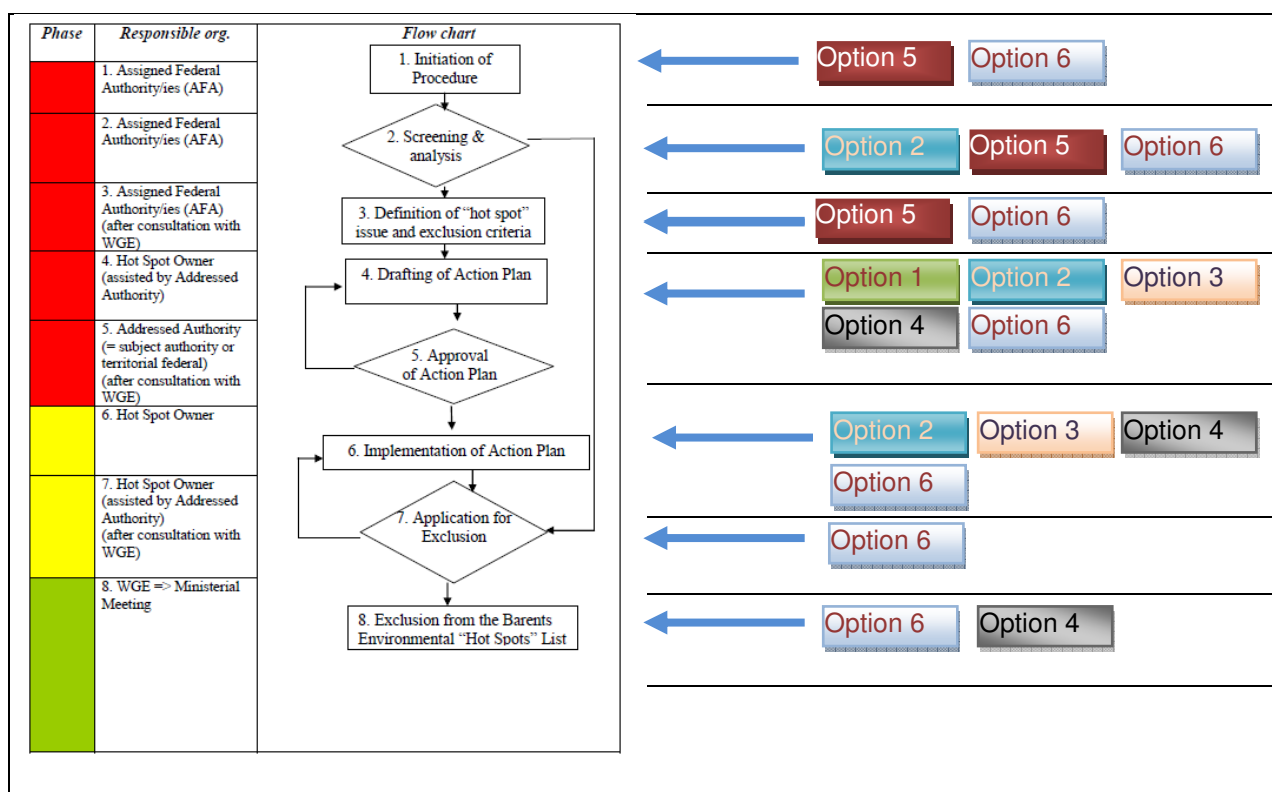 Phase
Responsible org.
Flow chart
1. Assigned Federal
Authority/ies (AFA)
2. Assigned Federal
Authority/ies (AFA)
3. Assigned Federal
Authority/ies (AFA)
(after consultation with
WGE)
4. Hot Spot Owner
(assisted by Addressed
Authority)
5. Addressed Authority
(= subject authority or
territorial federal)
(after consultation with
WGE)
6. Hot Spot Owner
7. Hot Spot Owner
(assisted by Addressed
Authority)
(after consultation with
WGE)
8. WGE => Ministerial
Meeting
1. Initiation of
Procedure
2. Screening &
analysis
3. Definition of “hot spot”
issue and exclusion criteria
4. Drafting of Action Plan
5. Approval
of Action Plan
6. Implementation of Action Plan
7. Application for
Exclusion
8. Exclusion from the Barents
Environmental “Hot Spots” List
Option 5 Option 6
Option 2 Option 5 Option 6
Option 5 Option 6
Option 1 Option 2 Option 3
Option 4 Option 6
Option 2 Option 3 Option 4
Option 6
Option 6
Option 6 Option 4